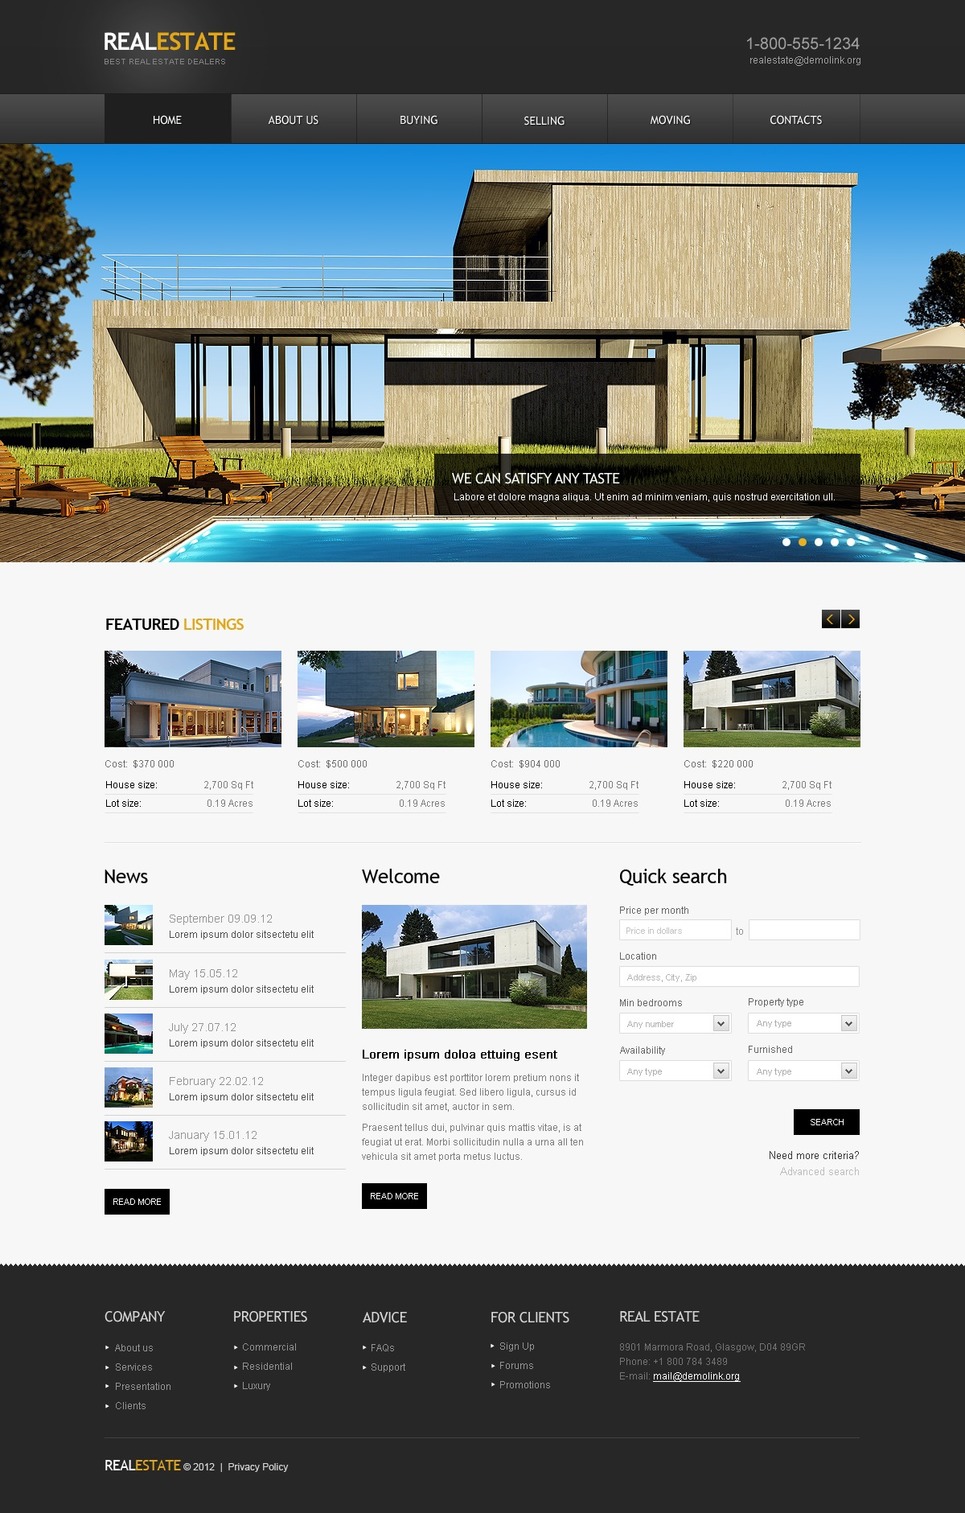 REALESTATE
BEST REAL ESTATE DEALERS
1-800-555-1234
realestate@demolink.org
HOME
ABOUT US
BUYING
SELLING
MOVING
CONTACTS
WE CAN SATISFY ANY TASTE
Labore et dolore magna aliqua. Ut enim ad minim veniam, quis nostrud exercitation ull.
FEATURED LISTINGS
Cost: $370 000
House size: 2,700 Sq Ft
Lot size: 0.19 Acres
Cost: $500 000
House size: 2,700 Sq Ft
Lot size: 0.19 Acres
Cost: $904 000
House size: 2,700 Sq Ft
Lot size: 0.19 Acres
Cost: $220 000
House size: 2,700 Sq Ft
Lot size: 0.19 Acres
News
September 09.09.12
Lorem ipsum dolor sitsectetu elit
May 15.05.12
Lorem ipsum dolor sitsectetu elit
July 27.07.12
Lorem ipsum dolor sitsectetu elit
February 22.02.12
Lorem ipsum dolor sitsectetu elit
January 15.01.12
Lorem ipsum dolor sitsectetu elit
READ MORE
Welcome
Lorem ipsum doloa ettuing esent
Integer dapibus est porttitor lorem pretium nons it
tempus ligula feugiat. Sed libero ligula, cursus id
sollicitudin sit amet, auctor in sem.
Praesent tellus dui, pulvinar quis mattis vitae, is at
feugiat ut erat. Morbi sollicitudin nulla a urna all ten
vehicula sit amet porta metus luctus.
READ MORE
Quick search
Price per month
Price in dollars to
Location
Address, City, Zip
Min bedrooms
Any number
Property type
Any type
Availability
Any type
Furnished
Any type
SEARCH
Need more criteria?
Advanced search
COMPANY
About us
Services
Presentation
Clients
PROPERTIES
Commercial
Residential
Luxury
ADVICE
FAQs
Support
FOR CLIENTS
Sign Up
Forums
Promotions
REAL ESTATE
8901 Marmora Road, Glasgow, D04 89GR
Phone: +1 800 784 3489
E-mail: mail@demolink.org
REALESTATE © 2012 | Privacy Policy